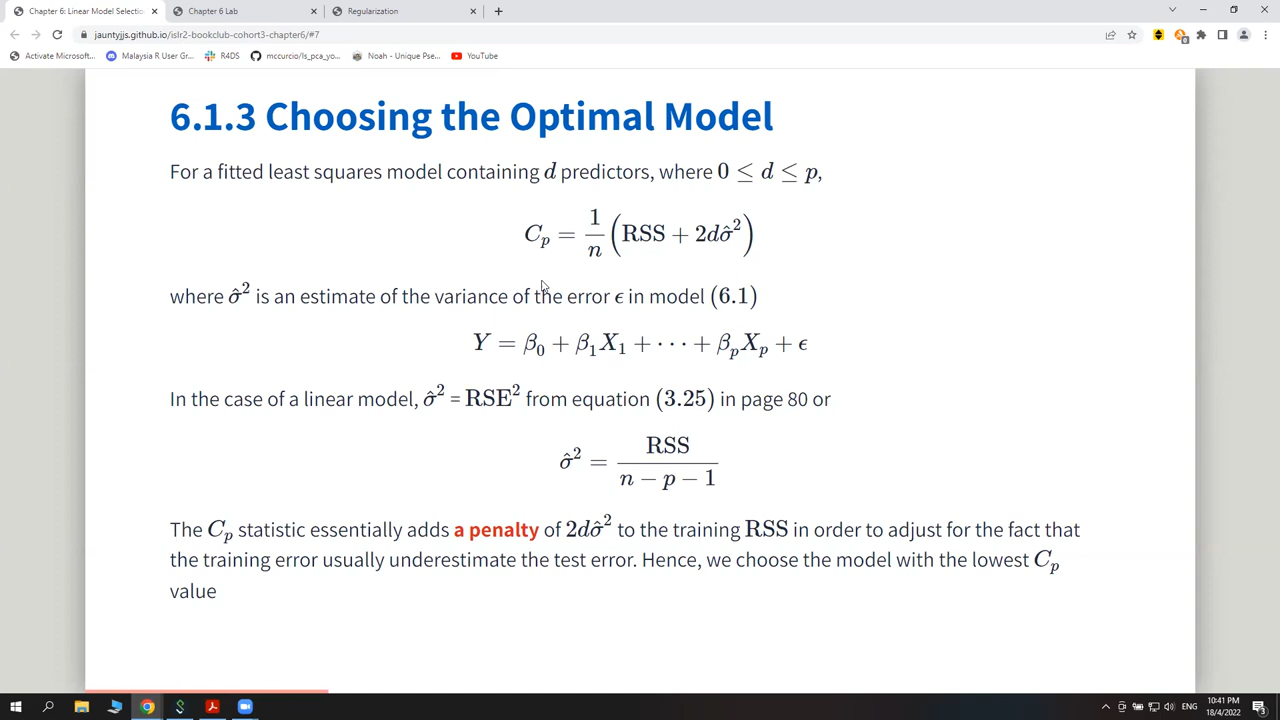 Chapter 6: Linear Model Selectio
Chapter 6 Lab
Regularization
jauntyjjs.github.io/islr2-bookclub-cohort3-chapter6/#7
Activate Microsoft...
Malaysia R User Gr...
R4DS
mccurcio/ls_pca_yo...
Noah - Unique Pse...
YouTube
6.1.3 Choosing the Optimal Model
For a fitted least squares model containing d predictors, where 0 ≤ d ≤ p,
C_p = 1/n (RSS + 2dσ̂²)
where σ̂² is an estimate of the variance of the error ϵ in model (6.1)
Y = β₀ + β₁X₁ + ⋯ + β_pX_p + ϵ
In the case of a linear model, σ̂² = RSE² from equation (3.25) in page 80 or
σ̂² = RSS / (n − p − 1)
The C_p statistic essentially adds a penalty of 2dσ̂² to the training RSS in order to adjust for the fact that
the training error usually underestimate the test error. Hence, we choose the model with the lowest C_p
value
ENG
10:41 PM
18/4/2022